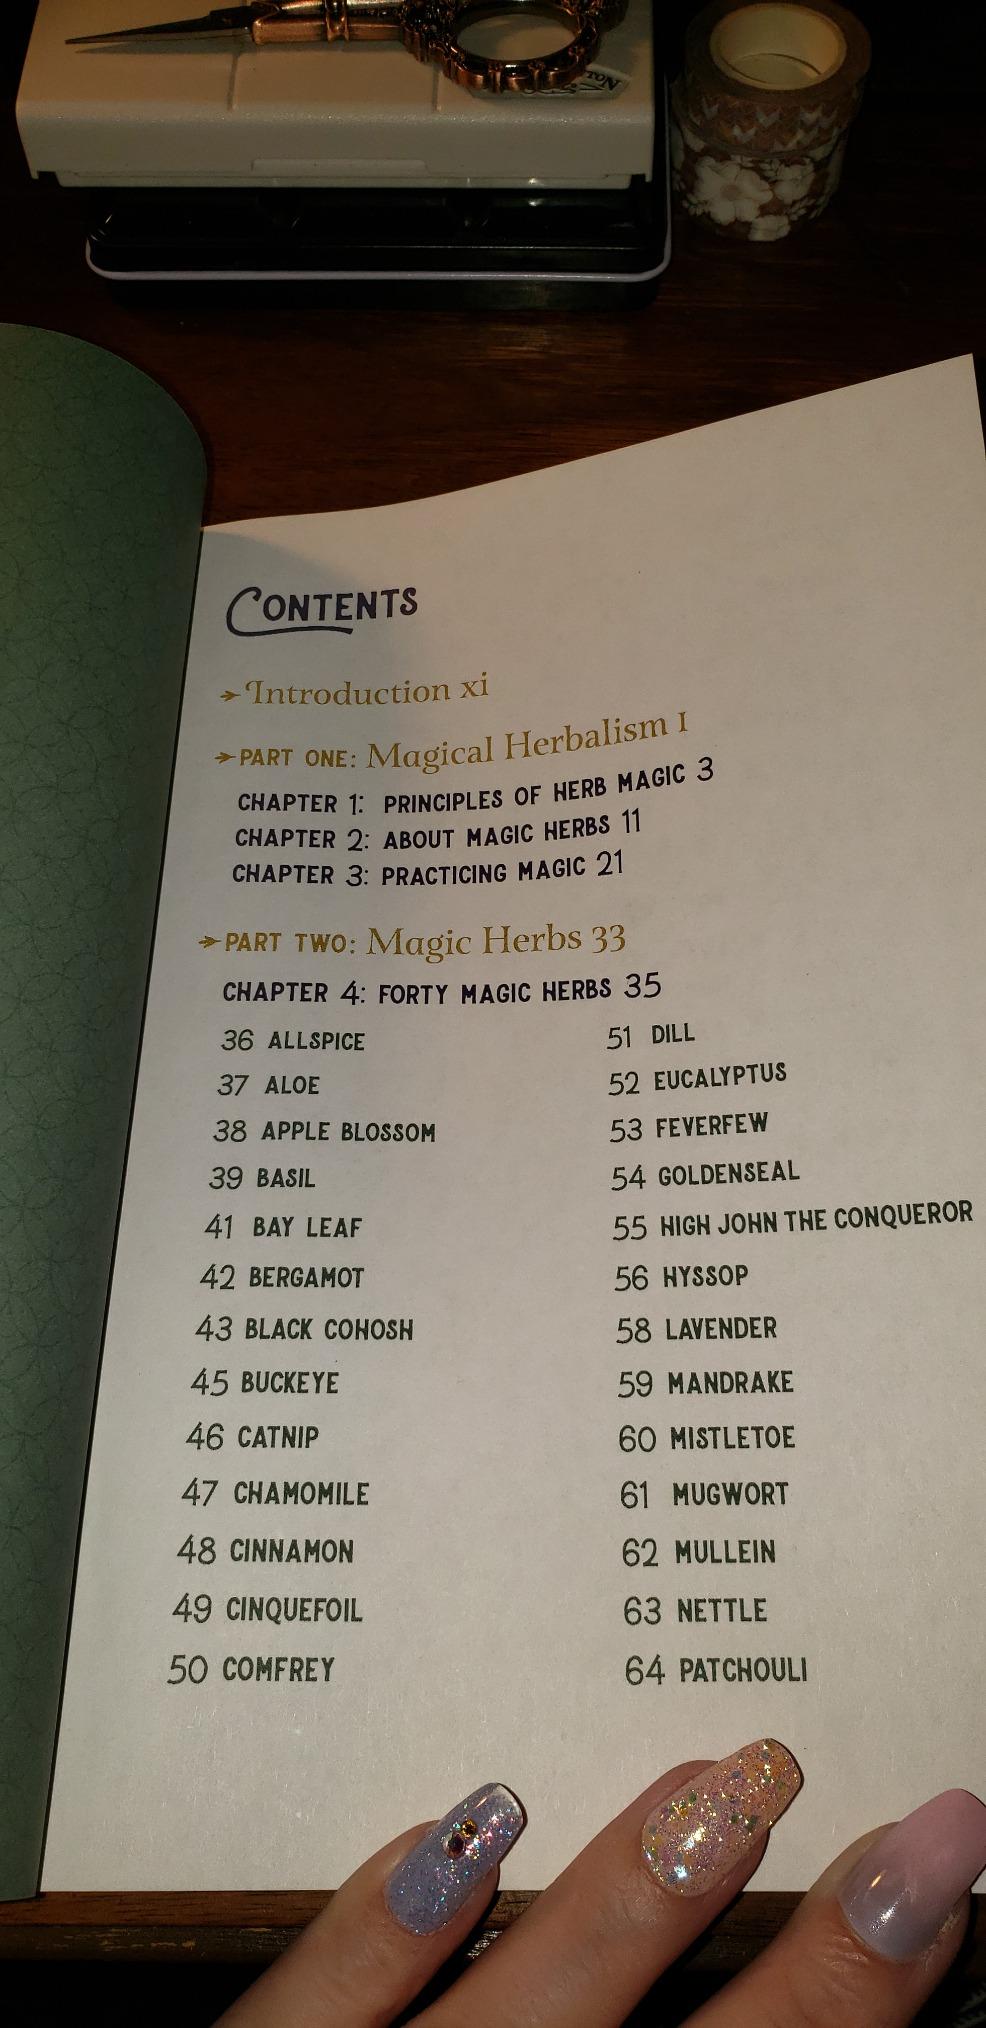 CONTENTS
Introduction xi
PART ONE: Magical Herbalism 1
CHAPTER 1: PRINCIPLES OF HERB MAGIC 3
CHAPTER 2: ABOUT MAGIC HERBS 11
CHAPTER 3: PRACTICING MAGIC 21
PART TWO: Magic Herbs 33
CHAPTER 4: FORTY MAGIC HERBS 35
36 ALLSPICE
37 ALOE
38 APPLE BLOSSOM
39 BASIL
41 BAY LEAF
42 BERGAMOT
43 BLACK COHOSH
45 BUCKEYE
46 CATNIP
47 CHAMOMILE
48 CINNAMON
49 CINQUEFOIL
50 COMFREY
51 DILL
52 EUCALYPTUS
53 FEVERFEW
54 GOLDENSEAL
55 HIGH JOHN THE CONQUEROR
56 HYSSOP
58 LAVENDER
59 MANDRAKE
60 MISTLETOE
61 MUGWORT
62 MULLEIN
63 NETTLE
64 PATCHOULI